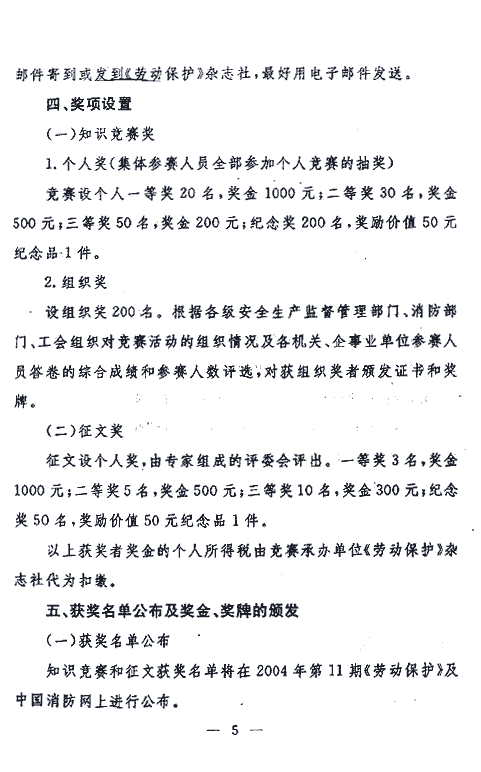 邮件寄到或发到《劳动保护》杂志社,最好用电子邮件发送。
四、奖项设置
(一)知识竞赛奖
1.个人奖(集体参赛人员全部参加个人竞赛的抽奖)
竞赛设个人一等奖20名,奖金1000元;二等奖30名,奖金
500元;三等奖50名,奖金200元;纪念奖200名,奖励价值50元
纪念品1件。
2.组织奖
设组织奖200名。根据各级安全生产监督管理部门、消防部
门、工会组织对竞赛活动的组织情况及各机关、企事业单位参赛人
员答卷的综合成绩和参赛人数评选,对获组织奖者颁发证书和奖
牌。
(二)征文奖
征文设个人奖,由专家组成的评委会评出。一等奖3名,奖金
1000元;二等奖5名,奖金500元;三等奖10名,奖金300元;纪念
奖50名,奖励价值50元纪念品1件。
以上获奖者奖金的个人所得税由竞赛承办单位《劳动保护》杂
志社代为扣缴。
五、获奖名单公布及奖金、奖牌的颁发
(一)获奖名单公布
知识竞赛和征文获奖名单将在2004年第11期《劳动保护》及
中国消防网上进行公布。
— 5 —